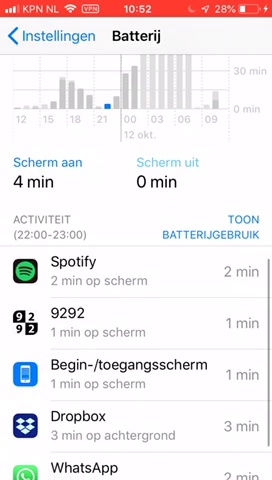 KPN NL VPN 10:52 28%
Instellingen Batterij
30 min
0 min
12 15 18 21 00 03 06 09
12 okt.
Scherm aan Scherm uit
4 min 0 min
ACTIVITEIT TOON
(22:00-23:00) BATTERIJGEBRUIK
Spotify
2 min op scherm 2 min
9292
92
92
1 min op scherm 1 min
Begin-/toegangsscherm
1 min op scherm 1 min
Dropbox
3 min op achtergrond 3 min
WhatsApp 2 min